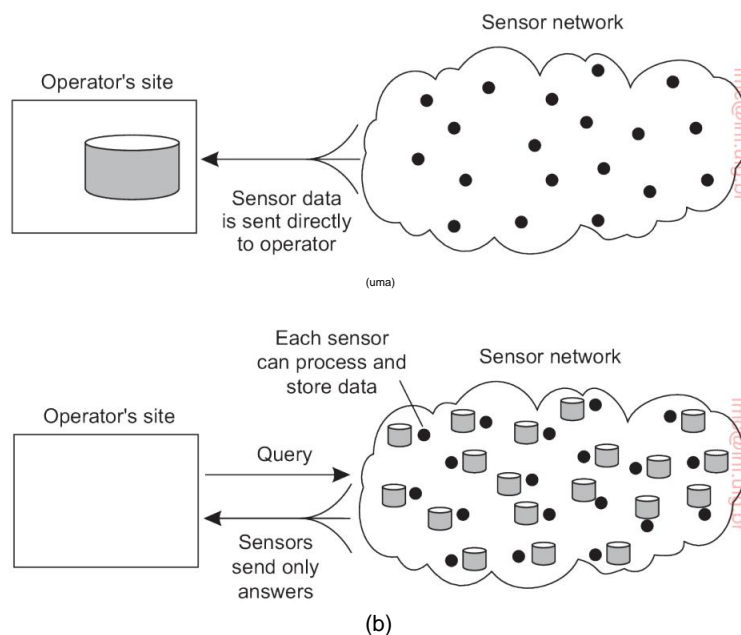 Sensor network
Operator's site
Sensor data
is sent directly
to operator
(uma)
Each sensor
can process and
store data
Sensor network
Operator's site
Query
Sensors
send only
answers
(b)